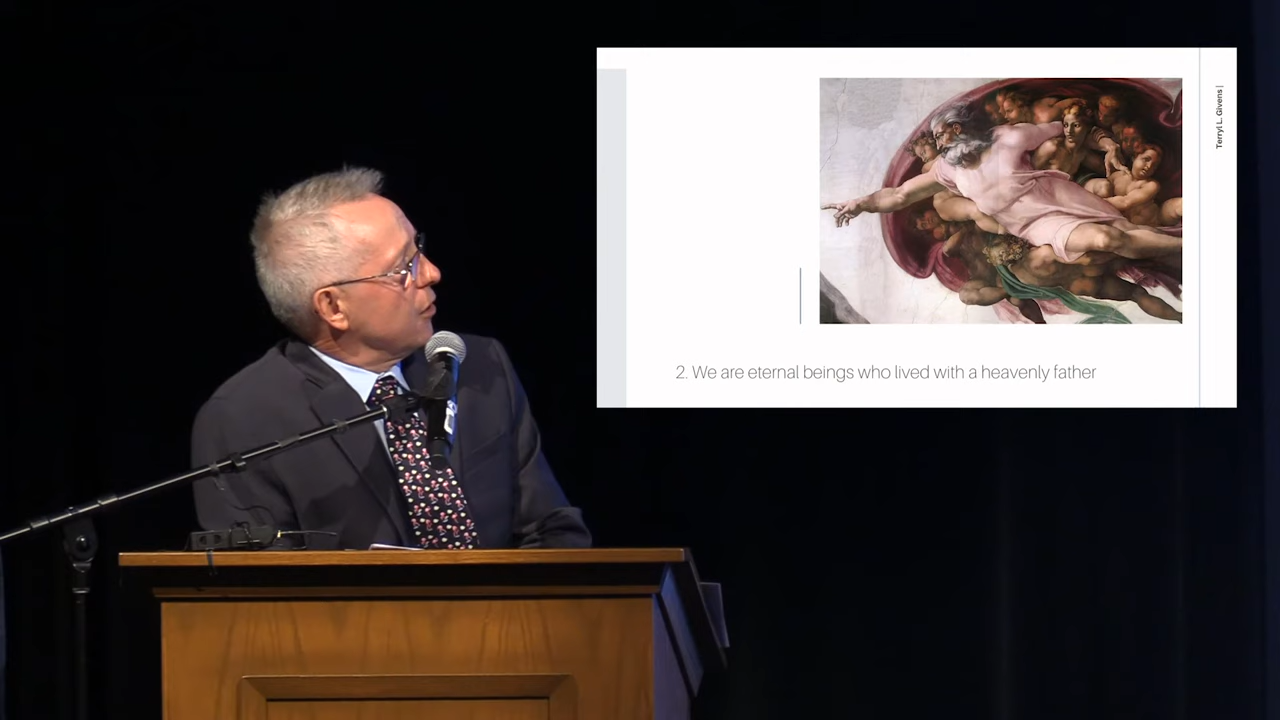 Terryl L. Givens |
2. We are eternal beings who lived with a heavenly father